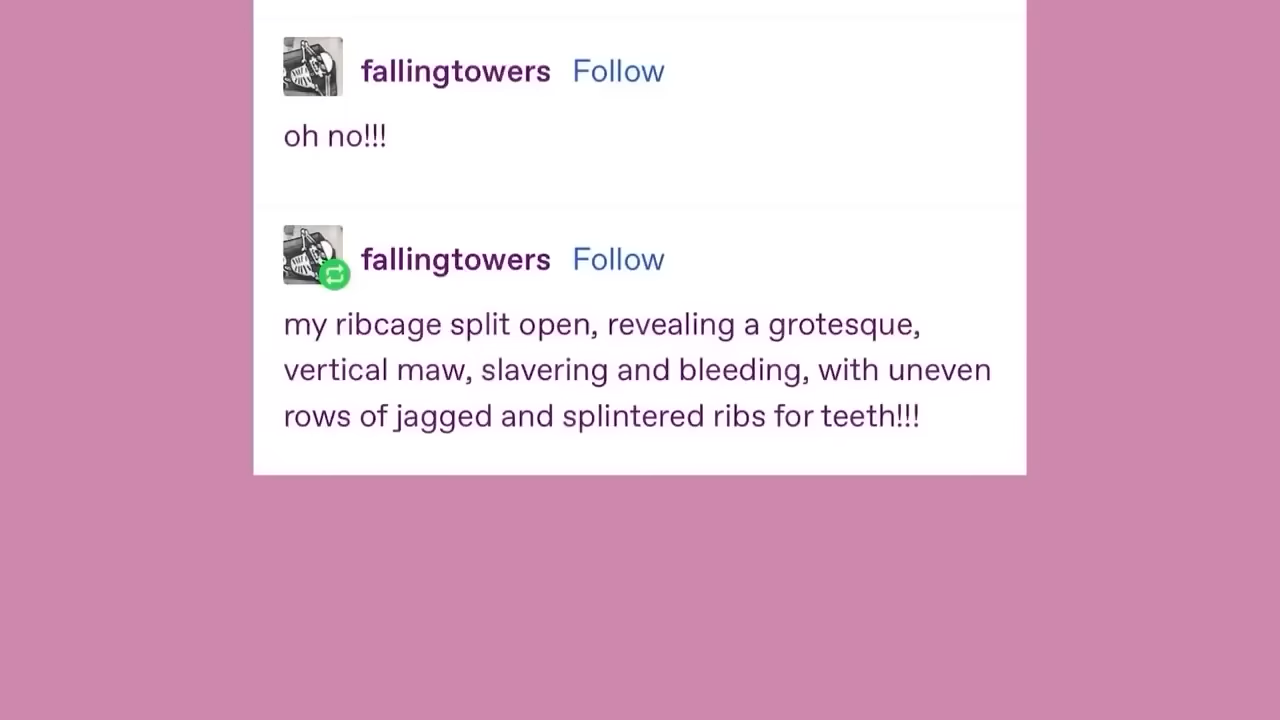 fallingtowers Follow
oh no!!!
fallingtowers Follow
my ribcage split open, revealing a grotesque,
vertical maw, slavering and bleeding, with uneven
rows of jagged and splintered ribs for teeth!!!